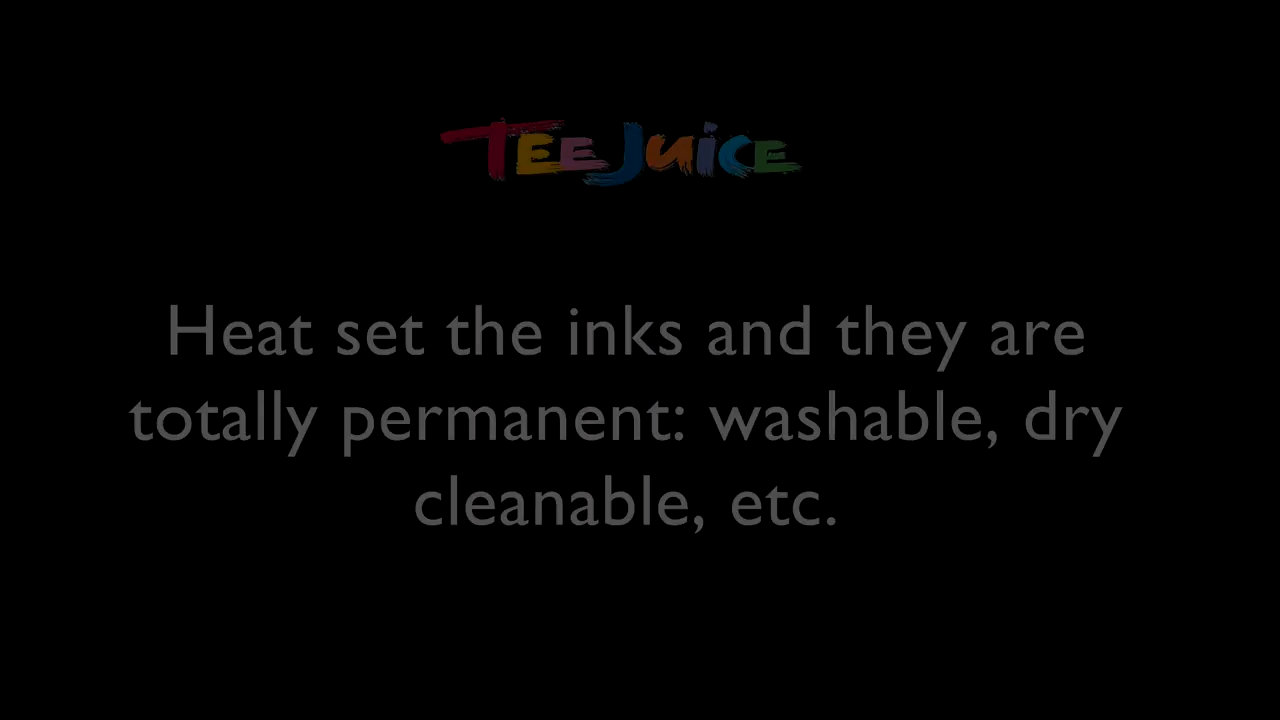 TEE JUICE
Heat set the inks and they are
totally permanent: washable, dry
cleanable, etc.